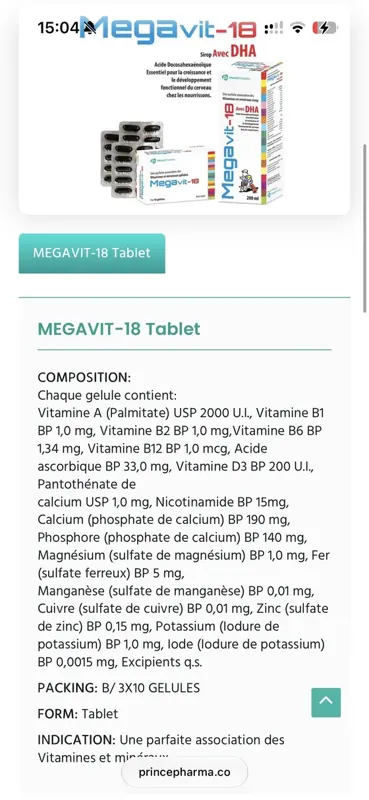 15:04
Megavit-18
Sirop Avec DHA
Acide Docosahexaénoïque
Essentiel pour la croissance et
le développement
fonctionnel du cerveau
chez les nourrissons.
Megavit-18
Megavit-18
Avec DHA
200 ml
MEGAVIT-18 Tablet
MEGAVIT-18 Tablet
COMPOSITION:
Chaque gelule contient:
Vitamine A (Palmitate) USP 2000 U.I., Vitamine B1
BP 1,0 mg, Vitamine B2 BP 1,0 mg,Vitamine B6 BP
1,34 mg, Vitamine B12 BP 1,0 mcg, Acide
ascorbique BP 33,0 mg, Vitamine D3 BP 200 U.I.,
Pantothénate de
calcium USP 1,0 mg, Nicotinamide BP 15mg,
Calcium (phosphate de calcium) BP 190 mg,
Phosphore (phosphate de calcium) BP 140 mg,
Magnésium (sulfate de magnésium) BP 1,0 mg, Fer
(sulfate ferreux) BP 5 mg,
Manganèse (sulfate de manganèse) BP 0,01 mg,
Cuivre (sulfate de cuivre) BP 0,01 mg, Zinc (sulfate
de zinc) BP 0,15 mg, Potassium (Iodure de
potassium) BP 1,0 mg, Iode (Iodure de potassium)
BP 0,0015 mg, Excipients q.s.
PACKING: B/ 3X10 GELULES
FORM: Tablet
INDICATION: Une parfaite association des
Vitamines et minéraux
princepharma.co